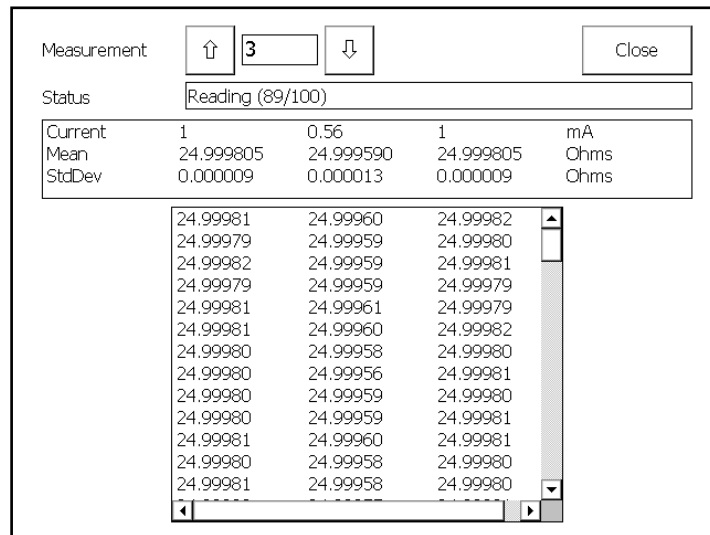 Measurement 3 Close
Status Reading (89/100)
Current 1 0.56 1 mA
Mean 24.999805 24.999590 24.999805 Ohms
StdDev 0.000009 0.000013 0.000009 Ohms
24.99981 24.99960 24.99982
24.99979 24.99959 24.99980
24.99982 24.99959 24.99981
24.99979 24.99959 24.99979
24.99981 24.99961 24.99979
24.99981 24.99960 24.99982
24.99980 24.99958 24.99980
24.99980 24.99956 24.99981
24.99980 24.99959 24.99980
24.99980 24.99959 24.99981
24.99981 24.99960 24.99981
24.99980 24.99958 24.99980
24.99981 24.99958 24.99980